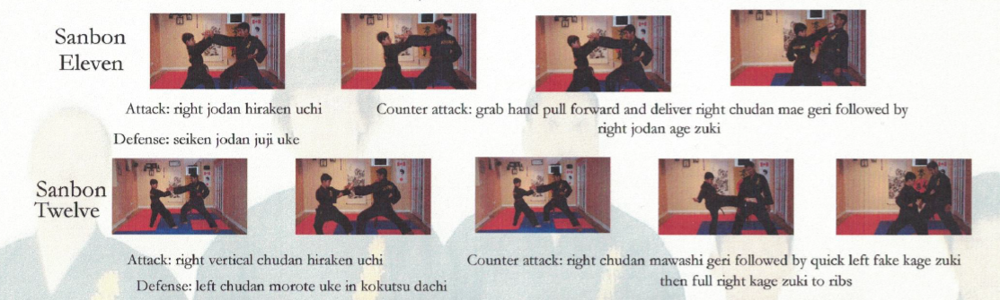 Sanbon
Eleven
Attack: right jodan hiraken uchi
Defense: seiken jodan juji uke
Counter attack: grab hand pull forward and deliver right chudan mae geri followed by
right jodan age zuki
Sanbon
Twelve
Attack: right vertical chudan hiraken uchi
Defense: left chudan morote uke in kokutsu dachi
Counter attack: right chudan mawashi geri followed by quick left fake kage zuki
then full right kage zuki to ribs